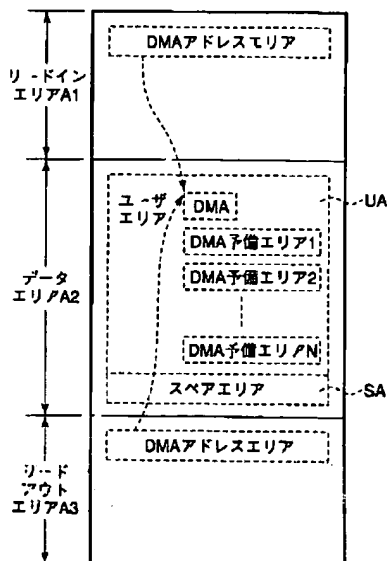 DMAアドレスエリア
リードイン
エリアA1
ユーザ
エリア
UA
DMA
DMA予備エリア1
DMA予備エリア2
データ
エリアA2
DMA予備エリアN
スペアエリア
SA
DMAアドレスエリア
リード
アウト
エリアA3